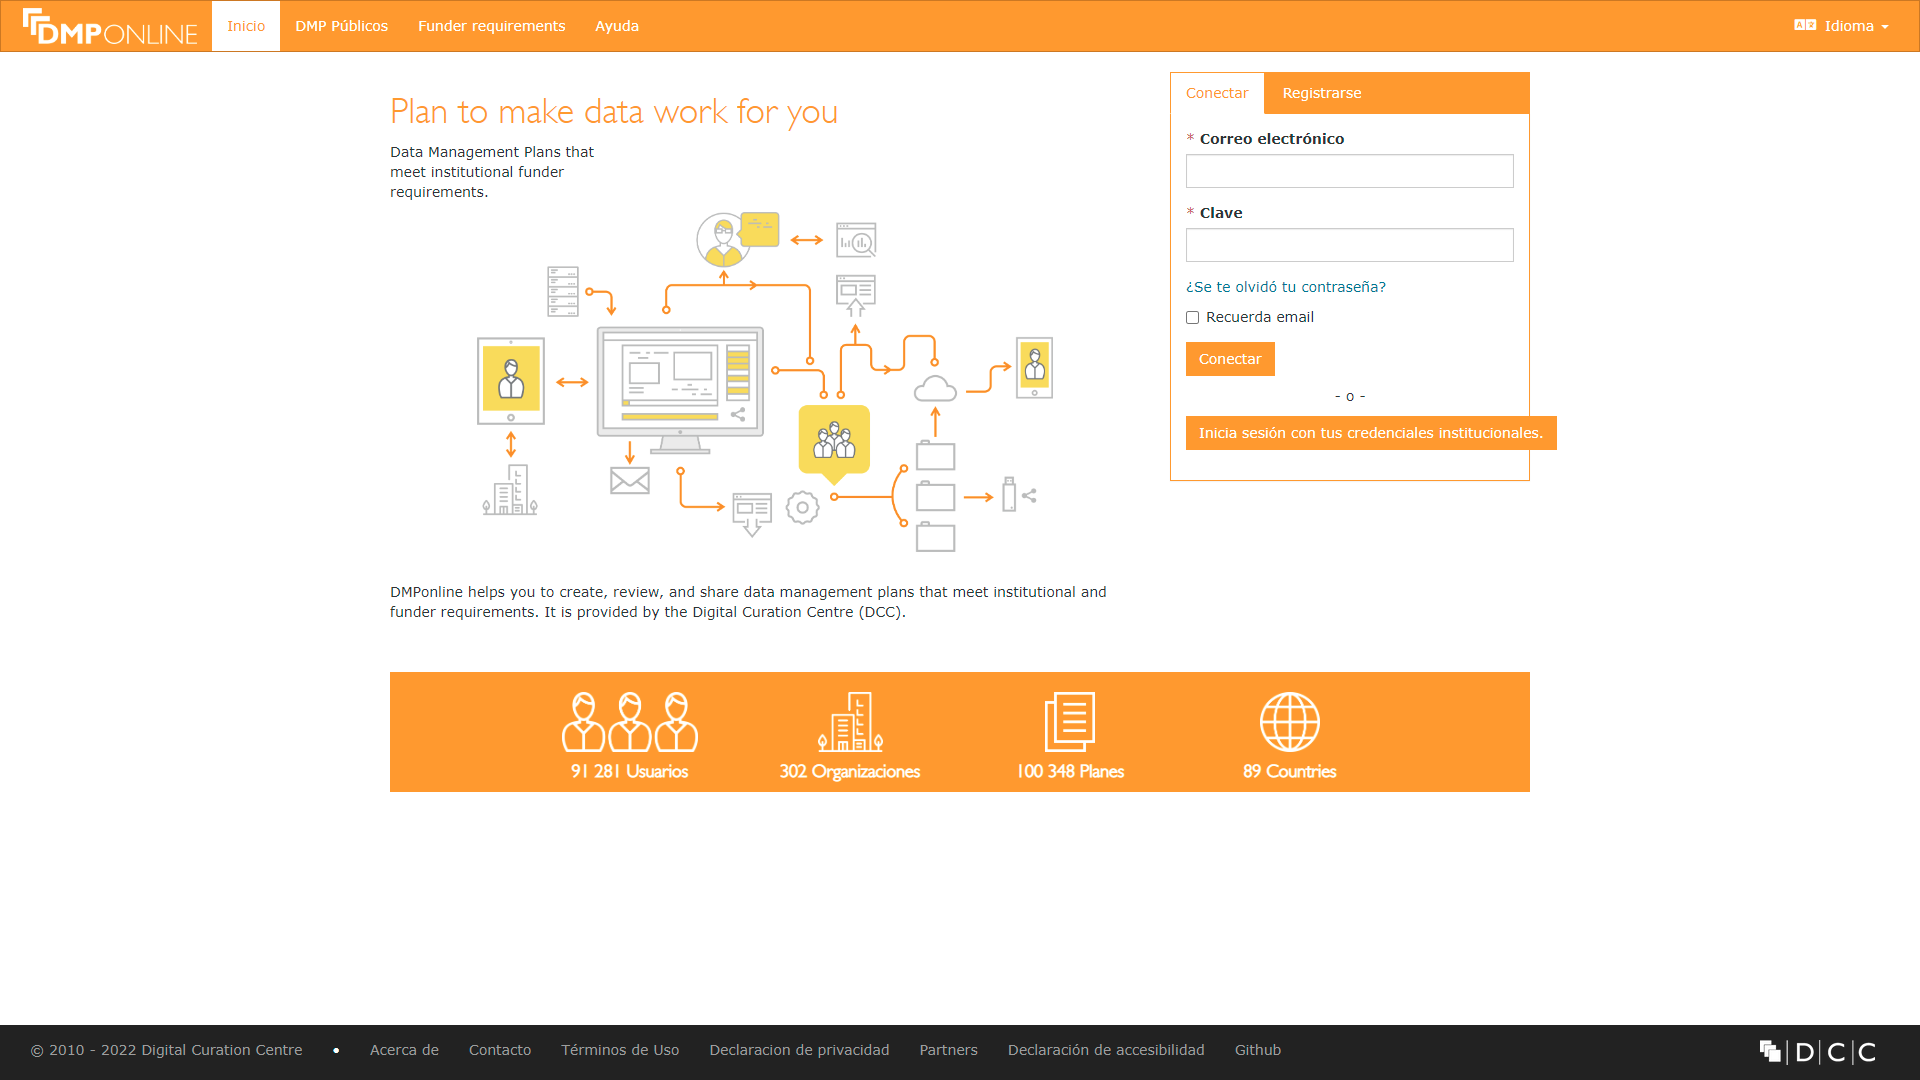 DMPONLINE
Inicio
DMP Públicos
Funder requirements
Ayuda
Idioma
Plan to make data work for you
Data Management Plans that
meet institutional funder
requirements.
Conectar
Registrarse
* Correo electrónico
* Clave
¿Se te olvidó tu contraseña?
Recuerda email
Conectar
- o -
Inicia sesión con tus credenciales institucionales.
DMPonline helps you to create, review, and share data management plans that meet institutional and
funder requirements. It is provided by the Digital Curation Centre (DCC).
91 281 Usuarios
302 Organizaciones
100 348 Planes
89 Countries
© 2010 - 2022 Digital Curation Centre
•
Acerca de
Contacto
Términos de Uso
Declaracion de privacidad
Partners
Declaración de accesibilidad
Github
D|C|C